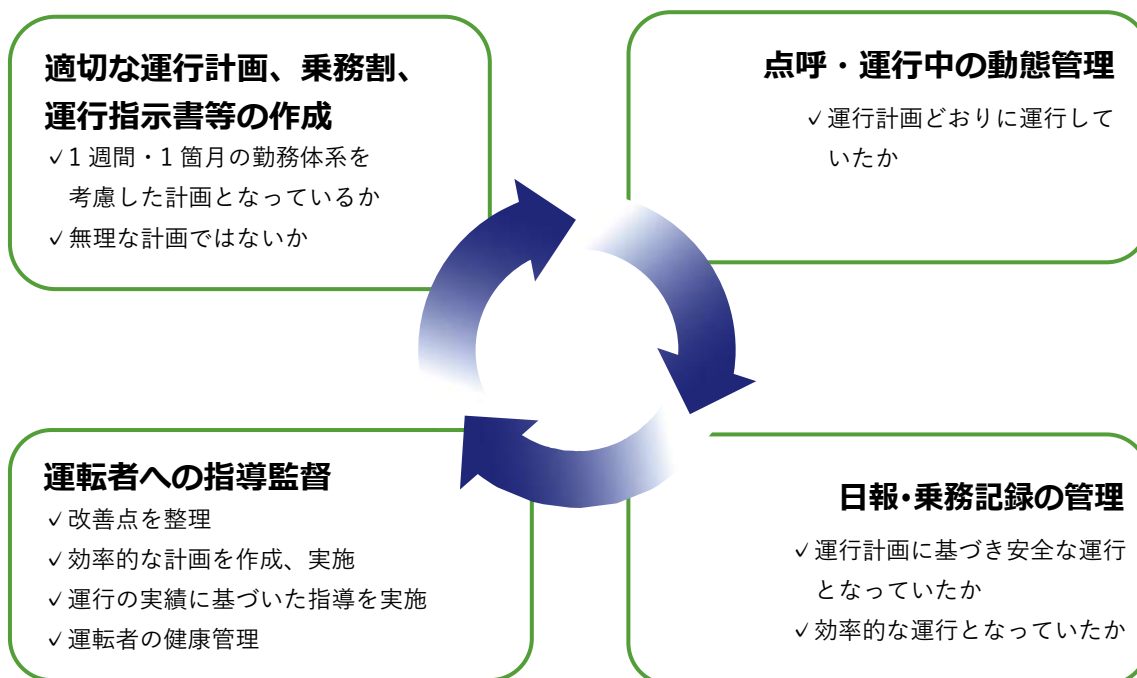 適切な運行計画、乗務割、
運行指示書等の作成
✓1 週間・1 箇月の勤務体系を
考慮した計画となっているか
✓無理な計画ではないか
点呼・運行中の動態管理
✓運行計画どおりに運行して
いたか
運転者への指導監督
✓改善点を整理
✓効率的な計画を作成、実施
✓運行の実績に基づいた指導を実施
✓運転者の健康管理
日報・乗務記録の管理
✓運行計画に基づき安全な運行
となっていたか
✓効率的な運行となっていたか